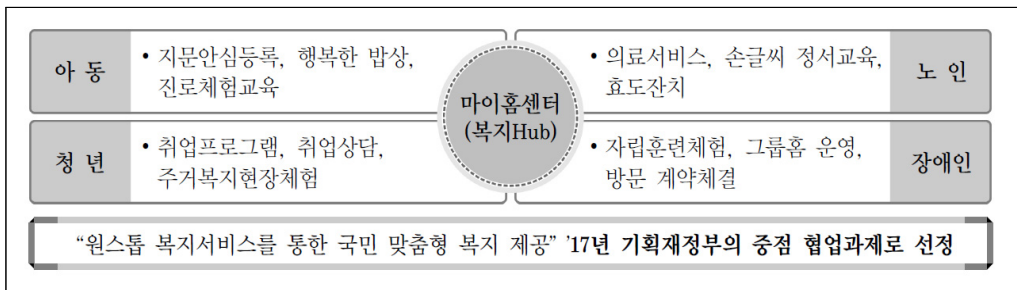 아 동
• 지문안심등록, 행복한 밥상,
진로체험교육
마이홈센터
(복지Hub)
• 의료서비스, 손글씨 정서교육,
효도잔치
노 인
청 년
• 취업프로그램, 취업상담,
주거복지현장체험
• 자립훈련체험, 그룹홈 운영,
방문 계약체결
장애인
“원스톱 복지서비스를 통한 국민 맞춤형 복지 제공” ’17년 기획재정부의 중점 협업과제로 선정